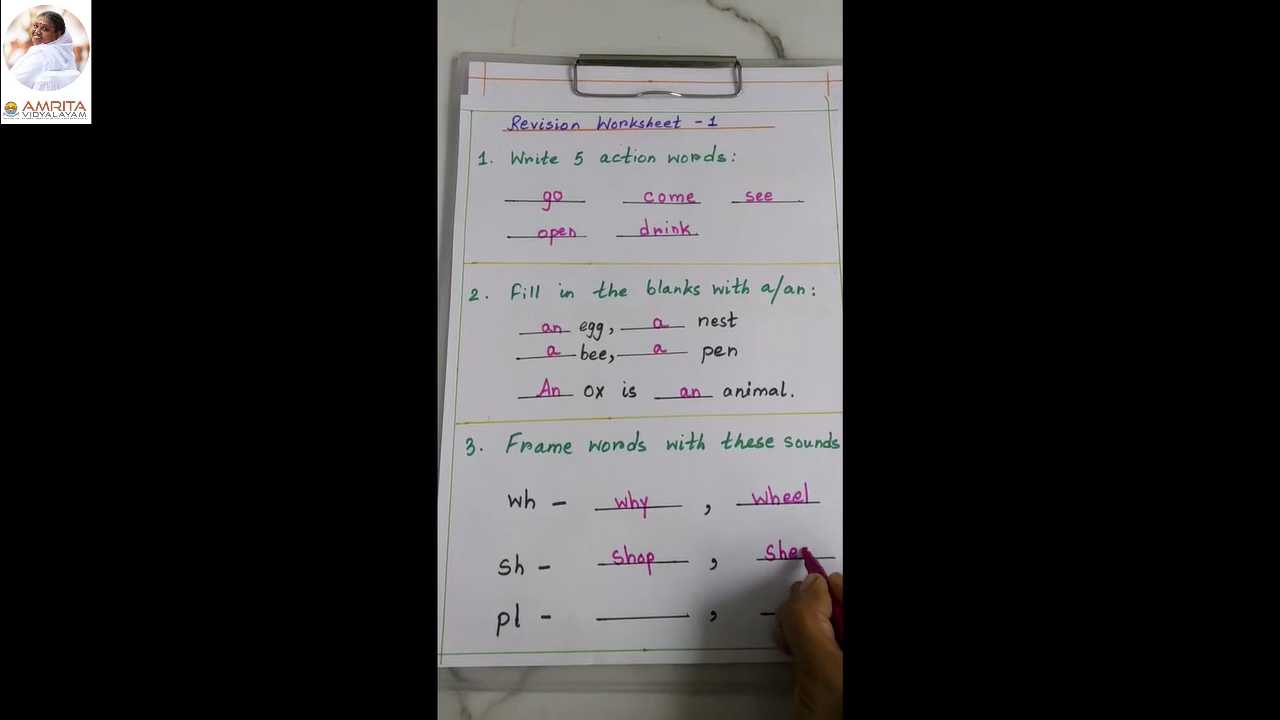 AMRITA
VIDYALAYAM
Revision Worksheet - 1
1. Write 5 action words:
go come see
open drink
2. Fill in the blanks with a/an:
an egg, a nest
a bee, a pen
An ox is an animal.
3. Frame words with these sounds
wh - why, wheel
sh - shop,
pl - ,